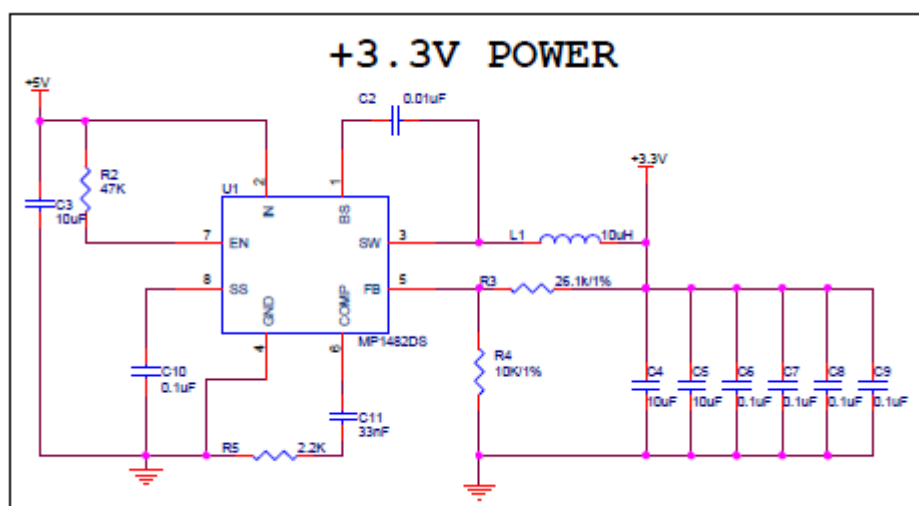 +3.3V POWER
+5V
C2
0.01uF
+3.3V
R2
47K
U1
2
1
IN
BS
C3
10uF
7
EN
SW
3
L1
10uH
8
SS
FB
5
R3
26.1k/1%
GND
COMP
MP1482DS
4
6
R4
10K/1%
C10
0.1uF
C11
33nF
C4
C5
C6
C7
C8
C9
10uF
10uF
0.1uF
0.1uF
0.1uF
0.1uF
R5
2.2K